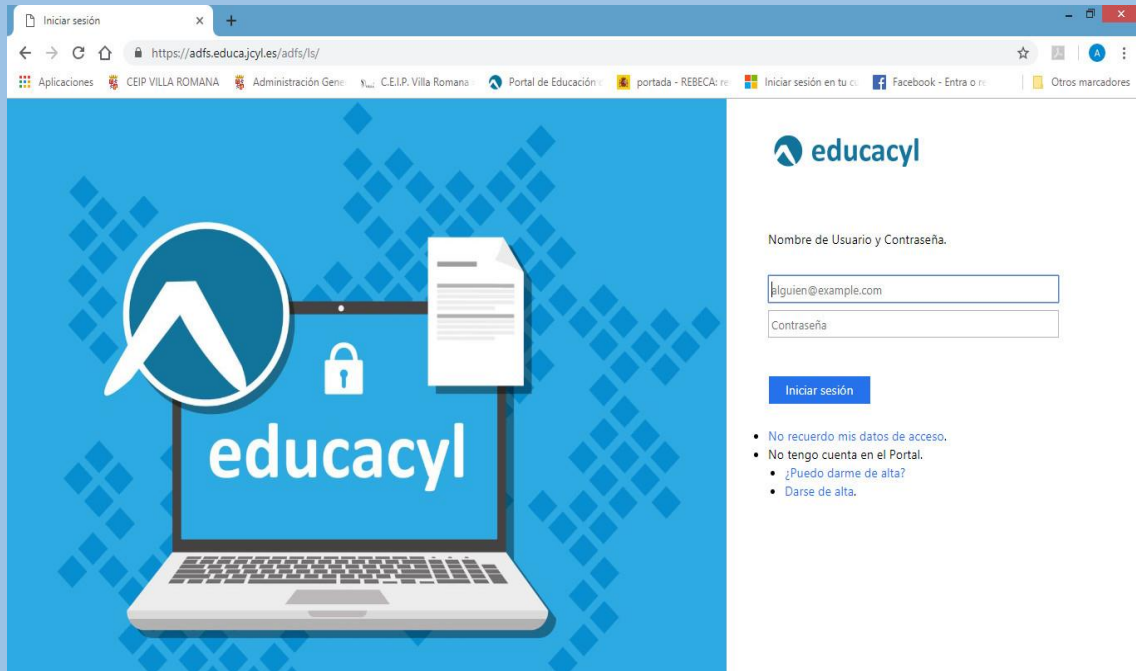 Iniciar sesión
https://adfs.educa.jcyl.es/adfs/ls/
A
Aplicaciones CEIP VILLA ROMANA Administración Gene C.E.I.P. Villa Romana Portal de Educación portada - REBECA: re Iniciar sesión en tu c Facebook - Entra o re Otros marcadores
educacyl
educacyl
Nombre de Usuario y Contraseña.
alguien@example.com
Contraseña
Iniciar sesión
No recuerdo mis datos de acceso.
No tengo cuenta en el Portal.
¿Puedo darme de alta?
Darse de alta.